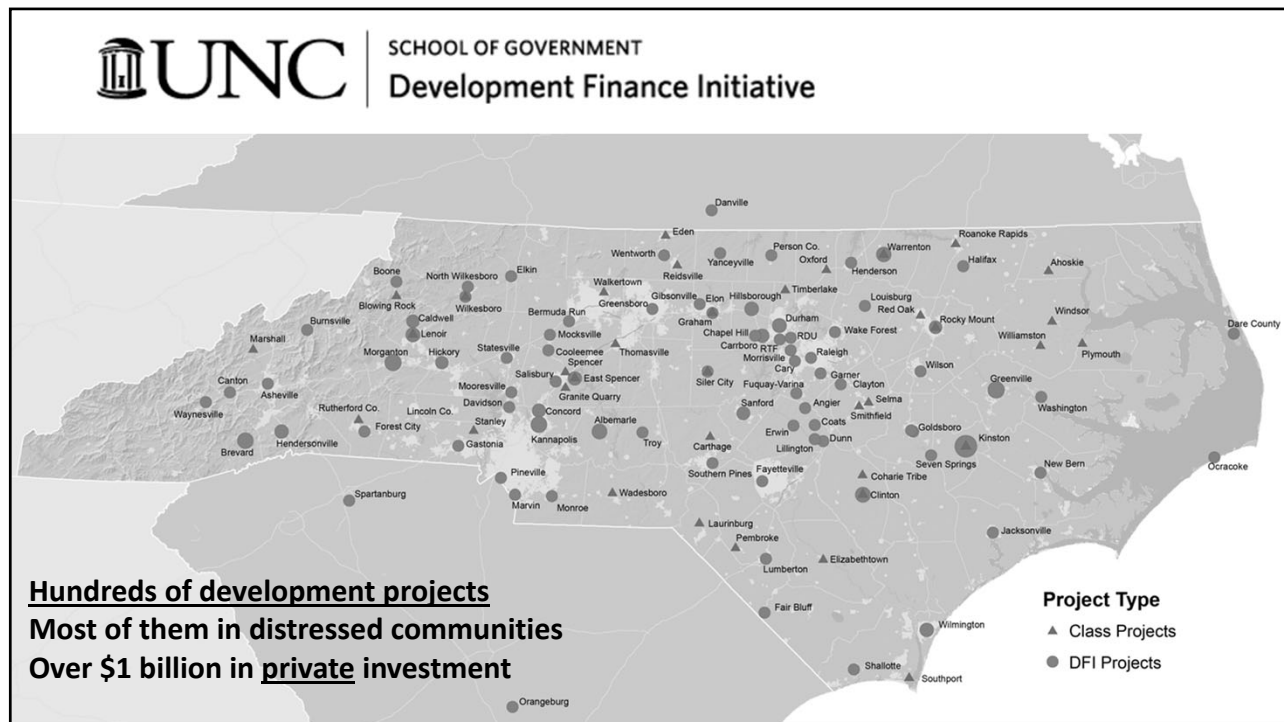 UNC
SCHOOL OF GOVERNMENT
Development Finance Initiative
Danville
Eden
Wentworth
Reidsville
Yanceyville
Person Co.
Oxford
Warrenton
Henderson
Roanoke Rapids
Halifax
Ahoskie
Boone
North Wilkesboro
Elkin
Walkertown
Greensboro
Gibsonville
Elon
Hillsborough
Timberlake
Louisburg
Red Oak
Windsor
Blowing Rock
Wilkesboro
Bermuda Run
Graham
Durham
Rocky Mount
Williamston
Dare County
Burnsville
Caldwell
Lenoir
Mocksville
Chapel Hill
Carrboro
RTF
RDU
Wake Forest
Plymouth
Marshall
Morganton
Hickory
Statesville
Cooleemee
Spencer
Thomasville
Morrisville
Raleigh
Cary
Canton
Asheville
Salisbury
East Spencer
Granite Quarry
Siler City
Garner
Wilson
Greenville
Waynesville
Mooresville
Davidson
Fuquay-Varina
Clayton
Selma
Smithfield
Washington
Rutherford Co.
Lincoln Co.
Forest City
Stanley
Concord
Albemarle
Sanford
Angier
Coats
Erwin
Brevard
Hendersonville
Gastonia
Kannapolis
Troy
Carthage
Lillington
Dunn
Goldsboro
Kinston
Pineville
Southern Pines
Fayetteville
Seven Springs
New Bern
Ocracoke
Spartanburg
Marvin
Monroe
Wadesboro
Coharie Tribe
Clinton
Laurinburg
Pembroke
Lumberton
Elizabethtown
Jacksonville
Fair Bluff
Wilmington
Shallotte
Southport
Orangeburg
Hundreds of development projects
Most of them in distressed communities
Over $1 billion in private investment
Project Type
Class Projects
DFI Projects